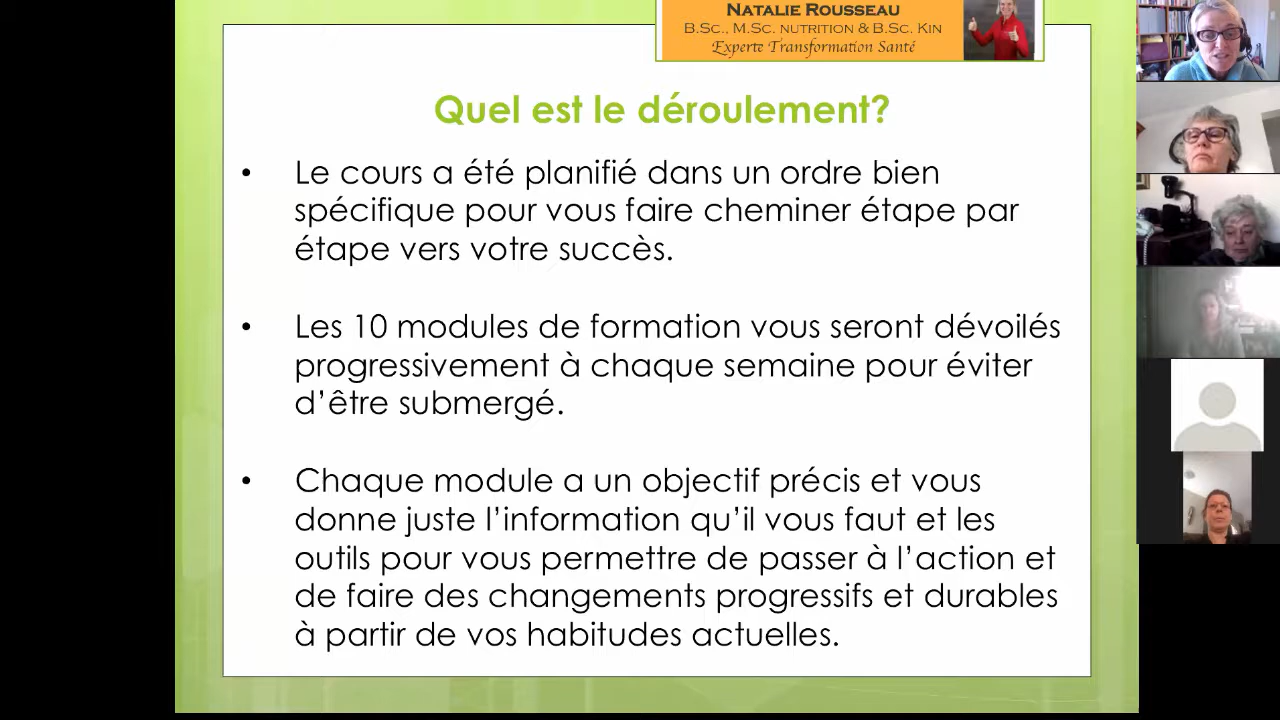 Natalie Rousseau
B.Sc., M.Sc. nutrition & B.Sc. Kin
Experte Transformation Santé
Quel est le déroulement?
• Le cours a été planifié dans un ordre bien
spécifique pour vous faire cheminer étape par
étape vers votre succès.
• Les 10 modules de formation vous seront dévoilés
progressivement à chaque semaine pour éviter
d’être submergé.
• Chaque module a un objectif précis et vous
donne juste l’information qu’il vous faut et les
outils pour vous permettre de passer à l’action et
de faire des changements progressifs et durables
à partir de vos habitudes actuelles.